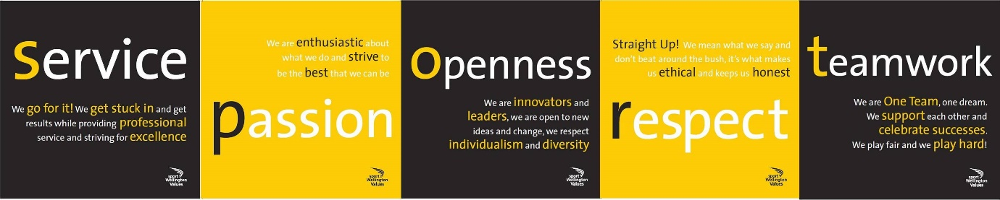 Service
We go for it! We get stuck in and get
results while providing professional
service and striving for excellence
sport
Wellington
Values
We are enthusiastic about
what we do and strive to
be the best that we can be
passion
sport
Wellington
Values
Openness
We are innovators and
leaders, we are open to new
ideas and change, we respect
individualism and diversity
sport
Wellington
Values
Straight Up! We mean what we say and
don't beat around the bush, it's what makes
us ethical and keeps us honest
respect
sport
Wellington
Values
teamwork
We are One Team, one dream.
We support each other and
celebrate successes.
We play fair and we play hard!
sport
Wellington
Values